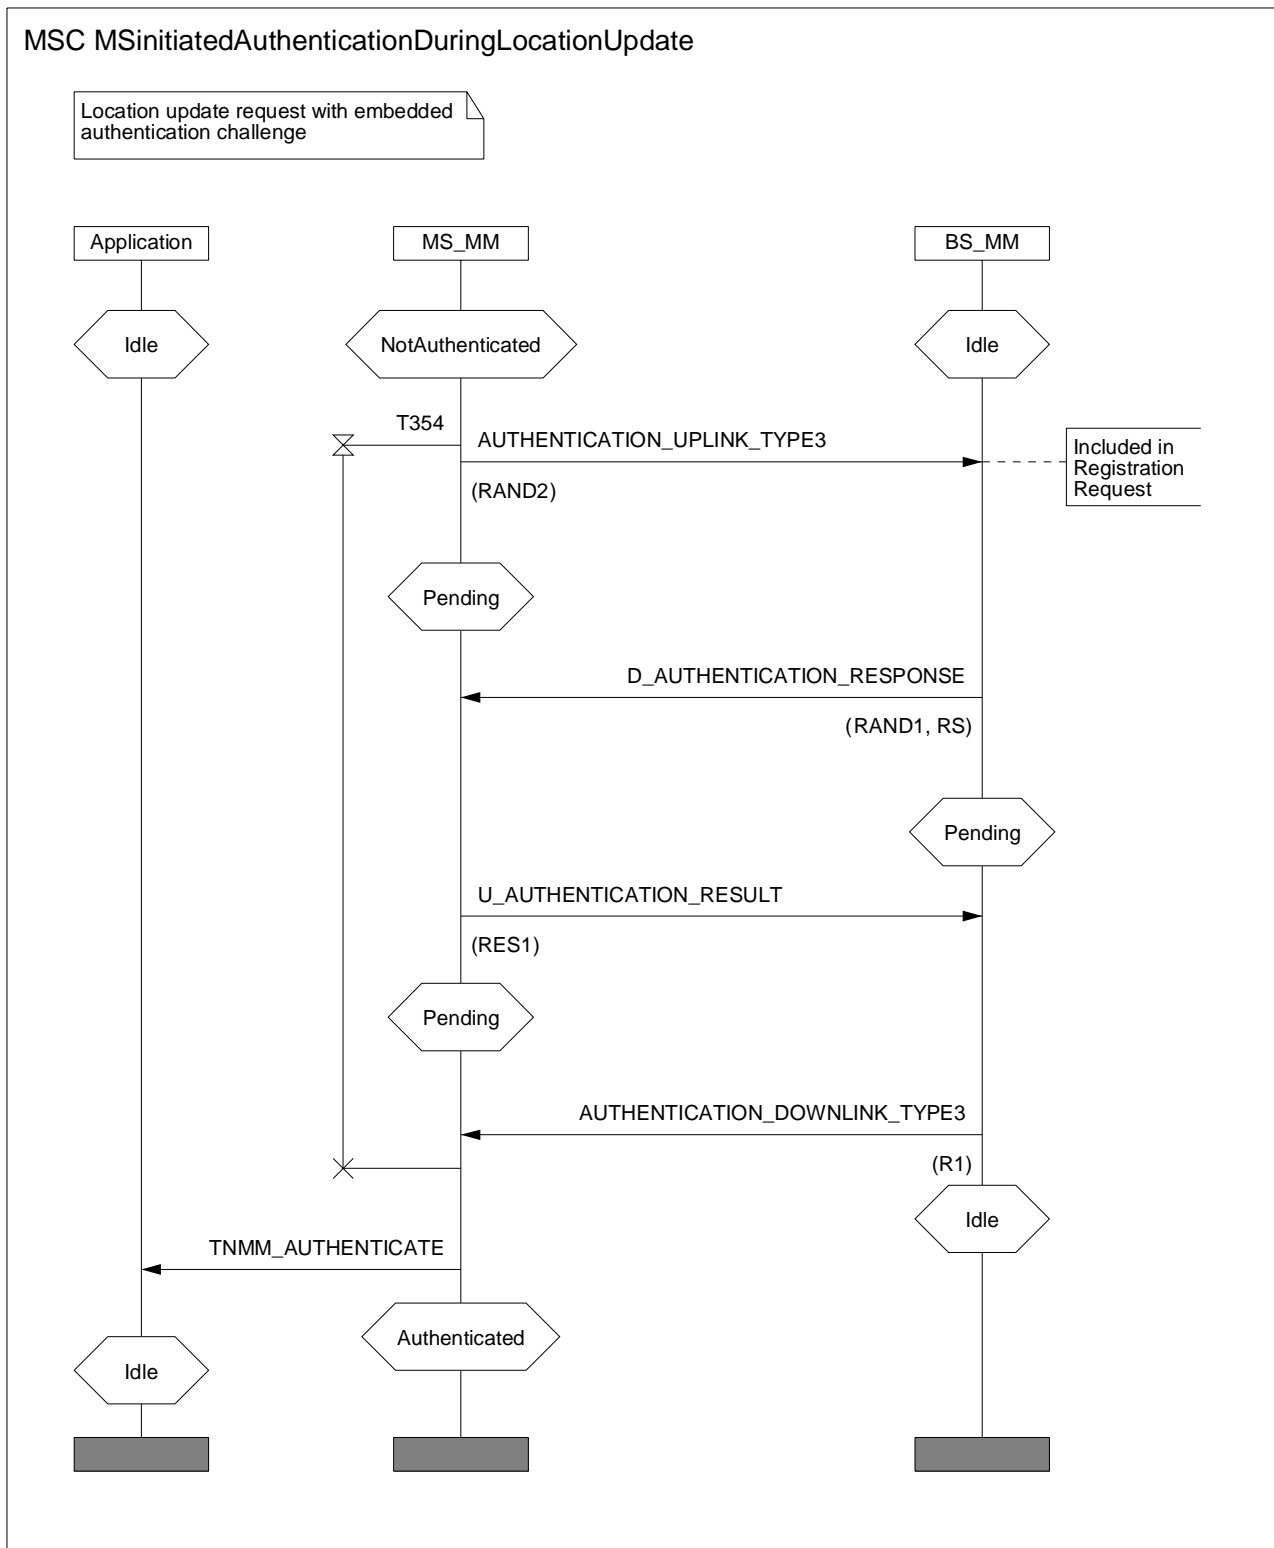 MSC MSinitiatedAuthenticationDuringLocationUpdate
Location update request with embedded
authentication challenge
Application
MS_MM
BS_MM
Idle
NotAuthenticated
Idle
T354
AUTHENTICATION_UPLINK_TYPE3
(RAND2)
Included in
Registration
Request
Pending
D_AUTHENTICATION_RESPONSE
(RAND1, RS)
Pending
U_AUTHENTICATION_RESULT
(RES1)
Pending
AUTHENTICATION_DOWNLINK_TYPE3
(R1)
Idle
TNMM_AUTHENTICATE
Authenticated
Idle